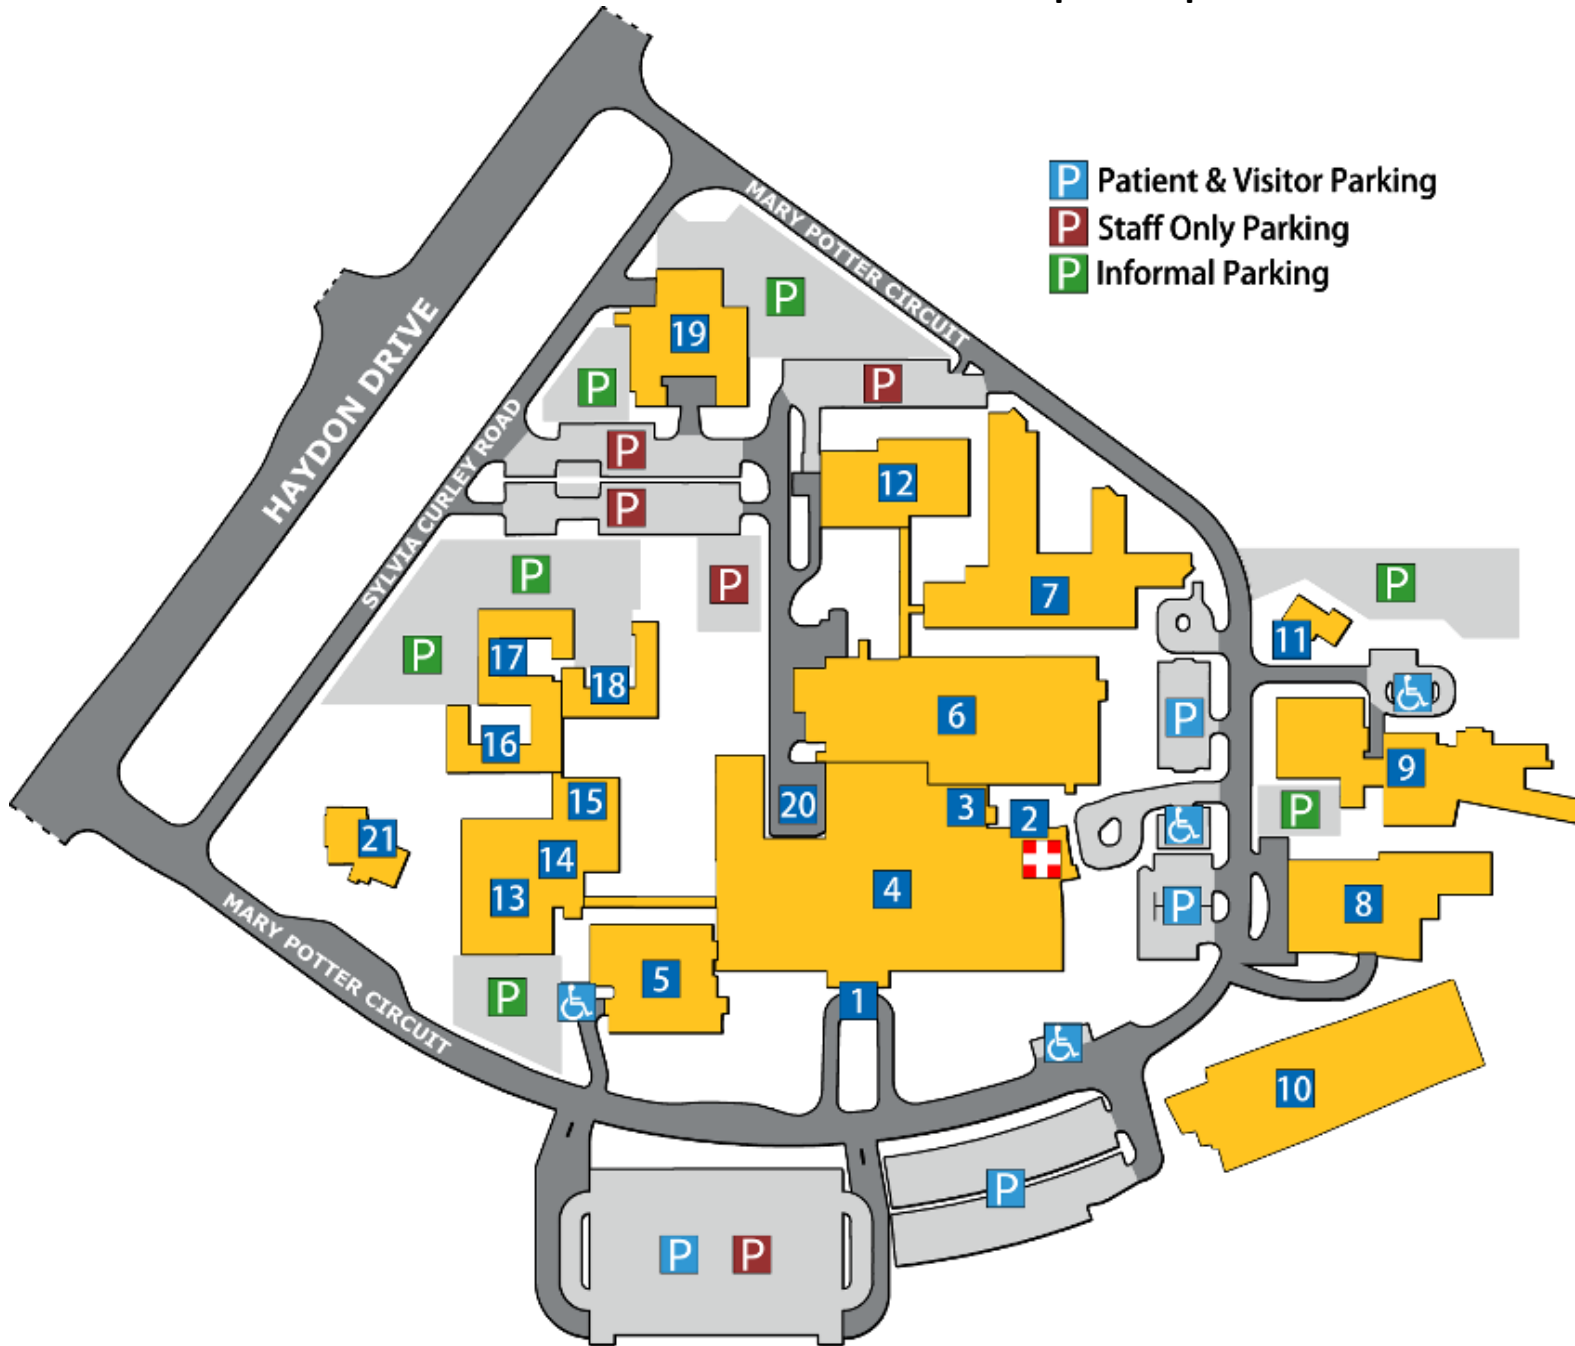 P Patient & Visitor Parking
P Staff Only Parking
P Informal Parking
MARY POTTER CIRCUIT
HAYDON DRIVE
SYLVIA CURLEY ROAD
P
19
P
P
P
12
P
P
P
7
P
11
17
P
18
6
P
16
9
15
20
3
2
P
21
14
13
4
8
P
5
P
1
MARY POTTER CIRCUIT
10
P
P
P